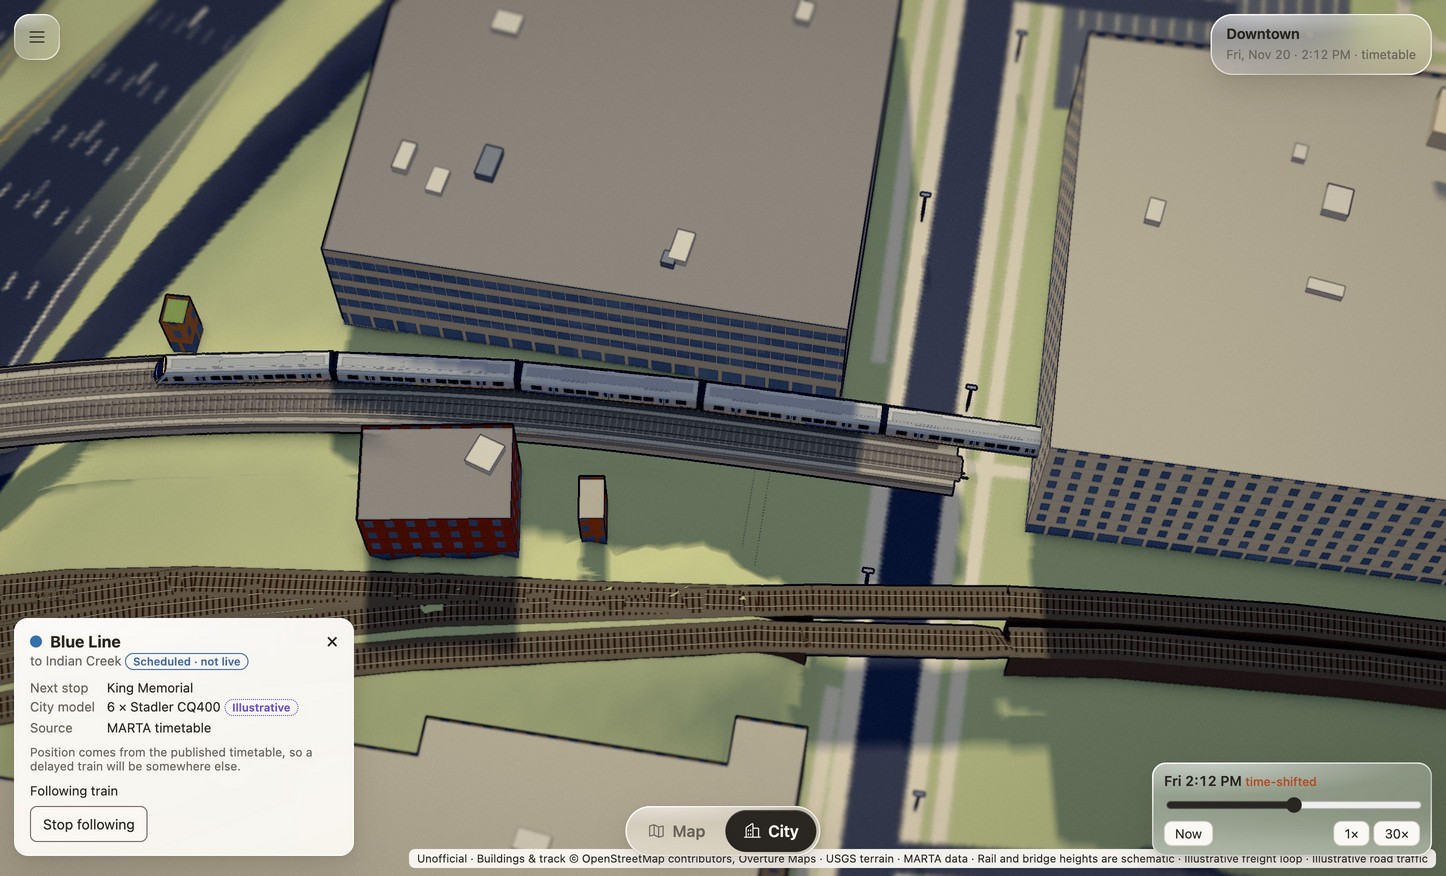 Downtown
Fri, Nov 20 · 2:12 PM · timetable
Blue Line
to Indian Creek Scheduled · not live
Next stop King Memorial
City model 6 × Stadler CQ400 Illustrative
Source MARTA timetable
Position comes from the published timetable, so a
delayed train will be somewhere else.
Following train
Stop following
Map City
Fri 2:12 PM time-shifted
Now 1× 30×
Unofficial · Buildings & track © OpenStreetMap contributors, Overture Maps · USGS terrain · MARTA data · Rail and bridge heights are schematic · Illustrative freight loop · Illustrative road traffic